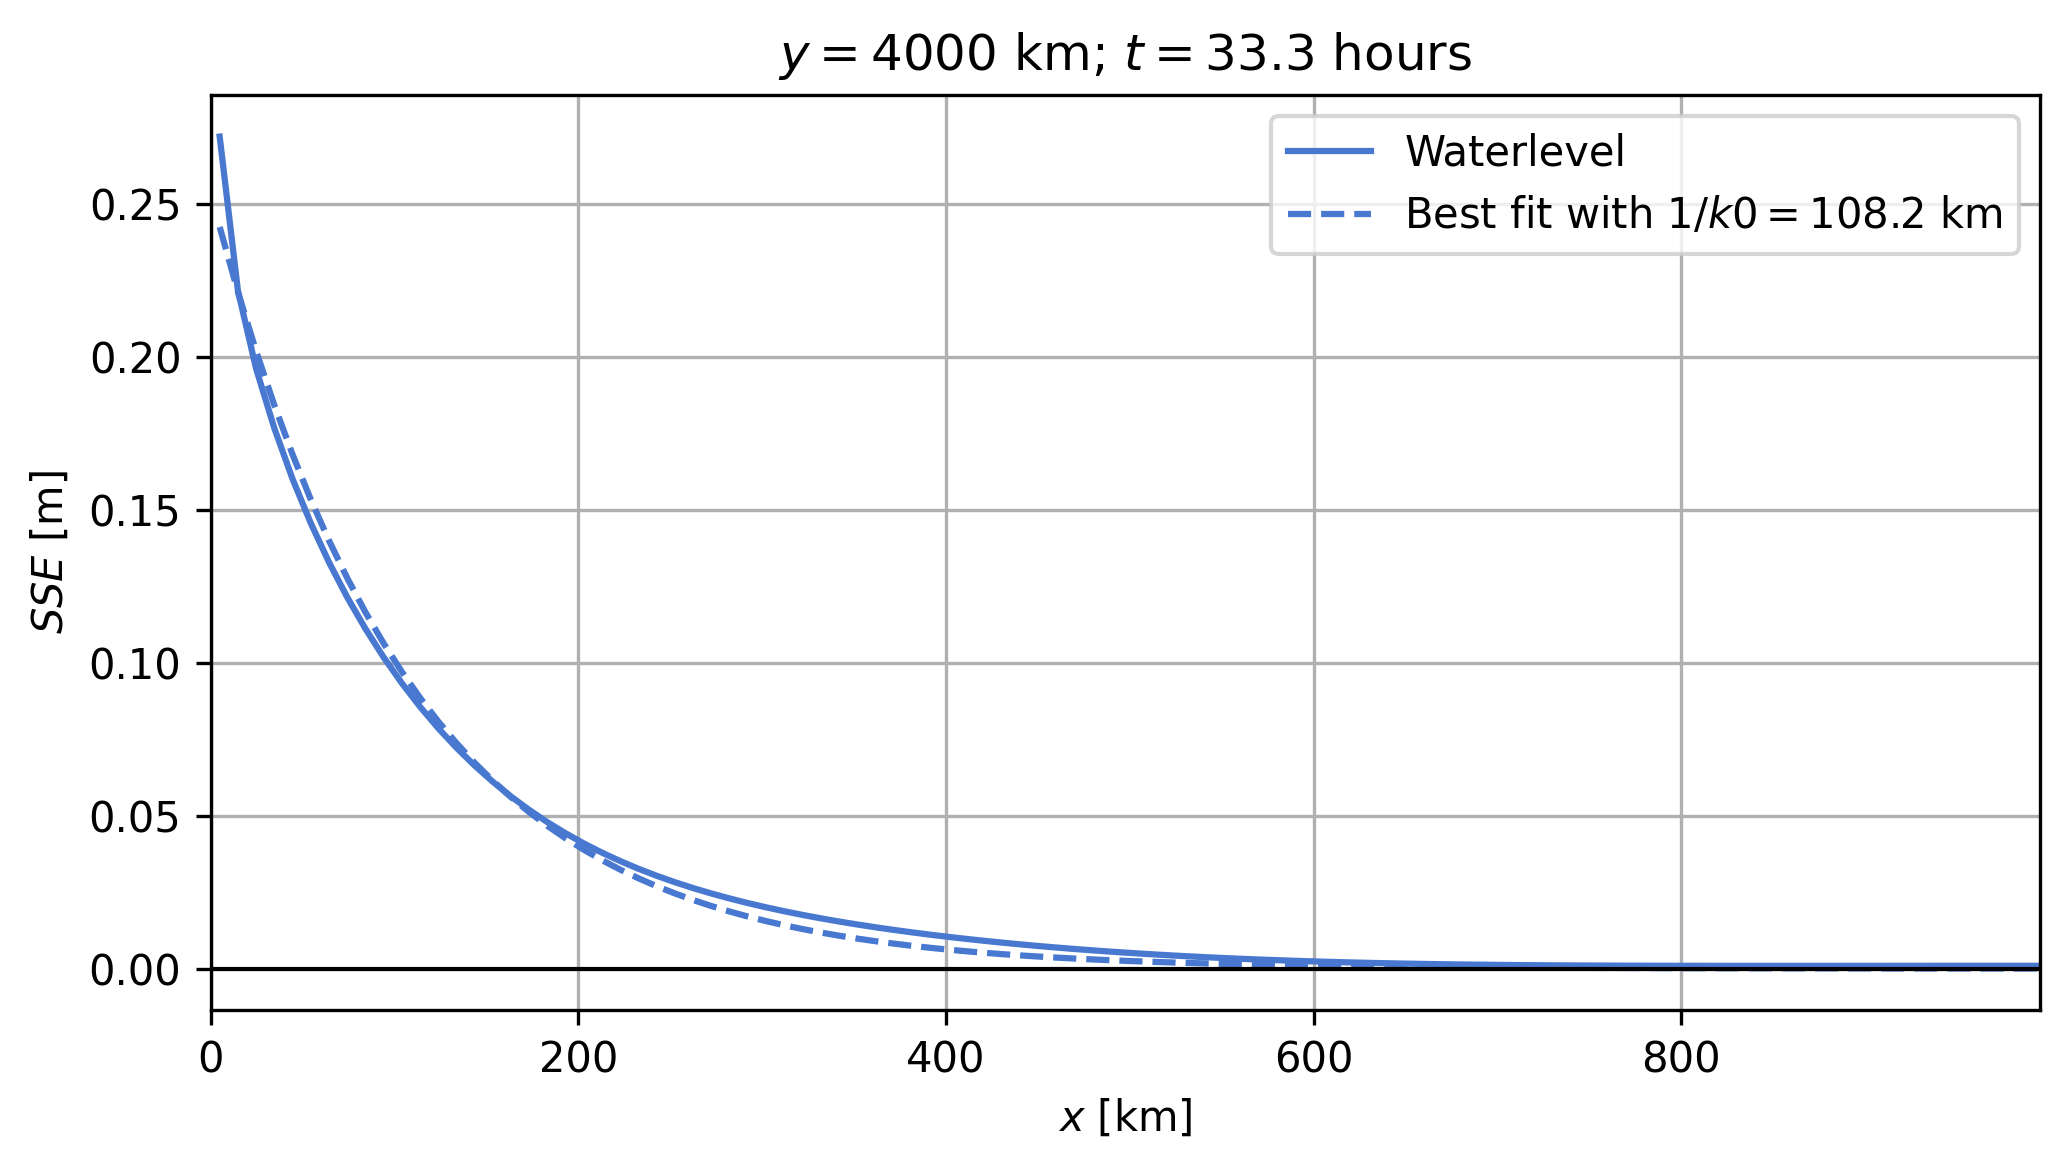 y = 4000 km; t = 33.3 hours
Waterlevel
Best fit with 1/k0 = 108.2 km
SSE [m]
0.25
0.20
0.15
0.10
0.05
0.00
0 200 400 600 800
x [km]